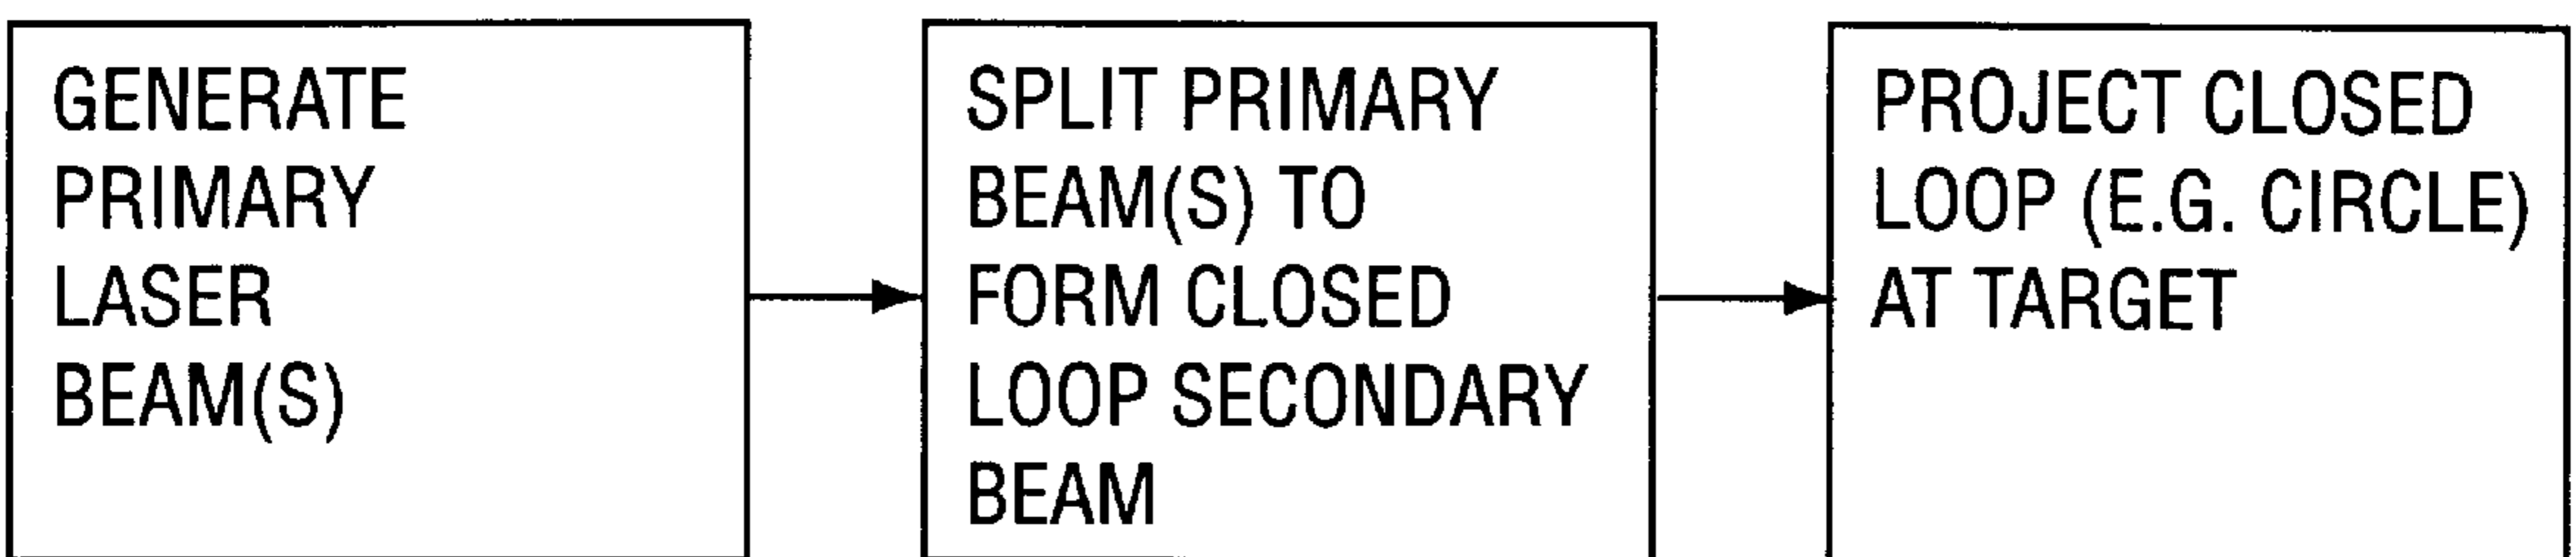 GENERATE
PRIMARY
LASER
BEAM(S)
SPLIT PRIMARY
BEAM(S) TO
FORM CLOSED
LOOP SECONDARY
BEAM
PROJECT CLOSED
LOOP (E.G. CIRCLE)
AT TARGET